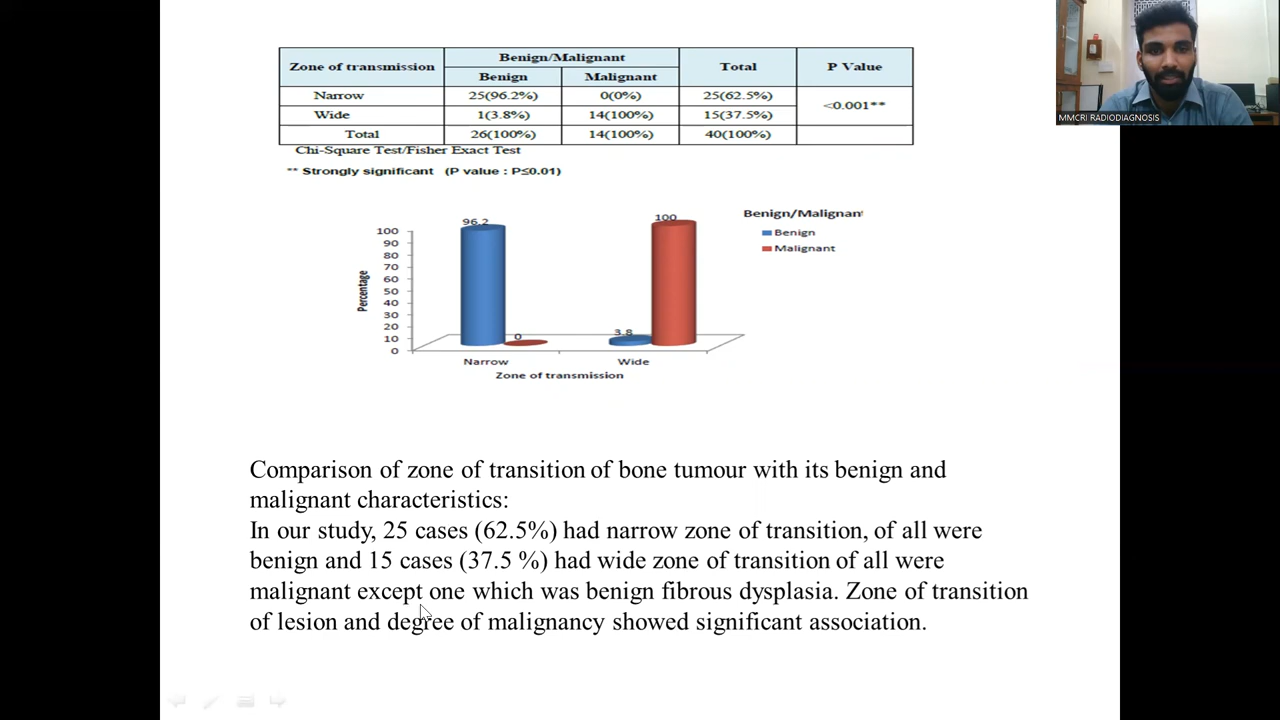 Zone of transmission Benign/Malignant Total P Value
Benign Malignant
Narrow 25(96.2%) 0(0%) 25(62.5%) <0.001**
Wide 1(3.8%) 14(100%) 15(37.5%)
Total 26(100%) 14(100%) 40(100%)
Chi-Square Test/Fisher Exact Test
** Strongly significant (P value : P≤0.01)
MMCRI RADIODIAGNOSIS
Benign/Malignant
Benign
Malignant
Percentage
100
90
80
70
60
50
40
30
20
10
0
96.2
0
3.8
100
Narrow Wide
Zone of transmission
Comparison of zone of transition of bone tumour with its benign and
malignant characteristics:
In our study, 25 cases (62.5%) had narrow zone of transition, of all were
benign and 15 cases (37.5 %) had wide zone of transition of all were
malignant except one which was benign fibrous dysplasia. Zone of transition
of lesion and degree of malignancy showed significant association.